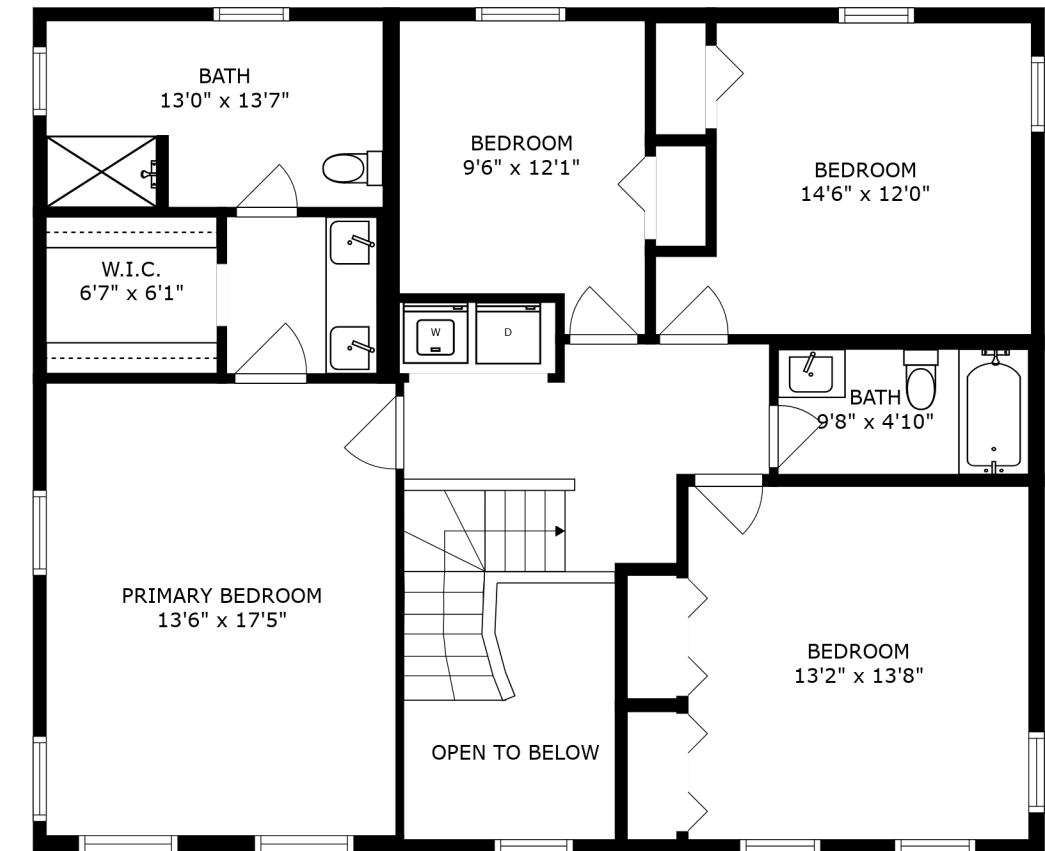 BATH
13'0" x 13'7"
BEDROOM
9'6" x 12'1"
BEDROOM
14'6" x 12'0"
W.I.C.
6'7" x 6'1"
W
D
BATH
9'8" x 4'10"
PRIMARY BEDROOM
13'6" x 17'5"
BEDROOM
13'2" x 13'8"
OPEN TO BELOW